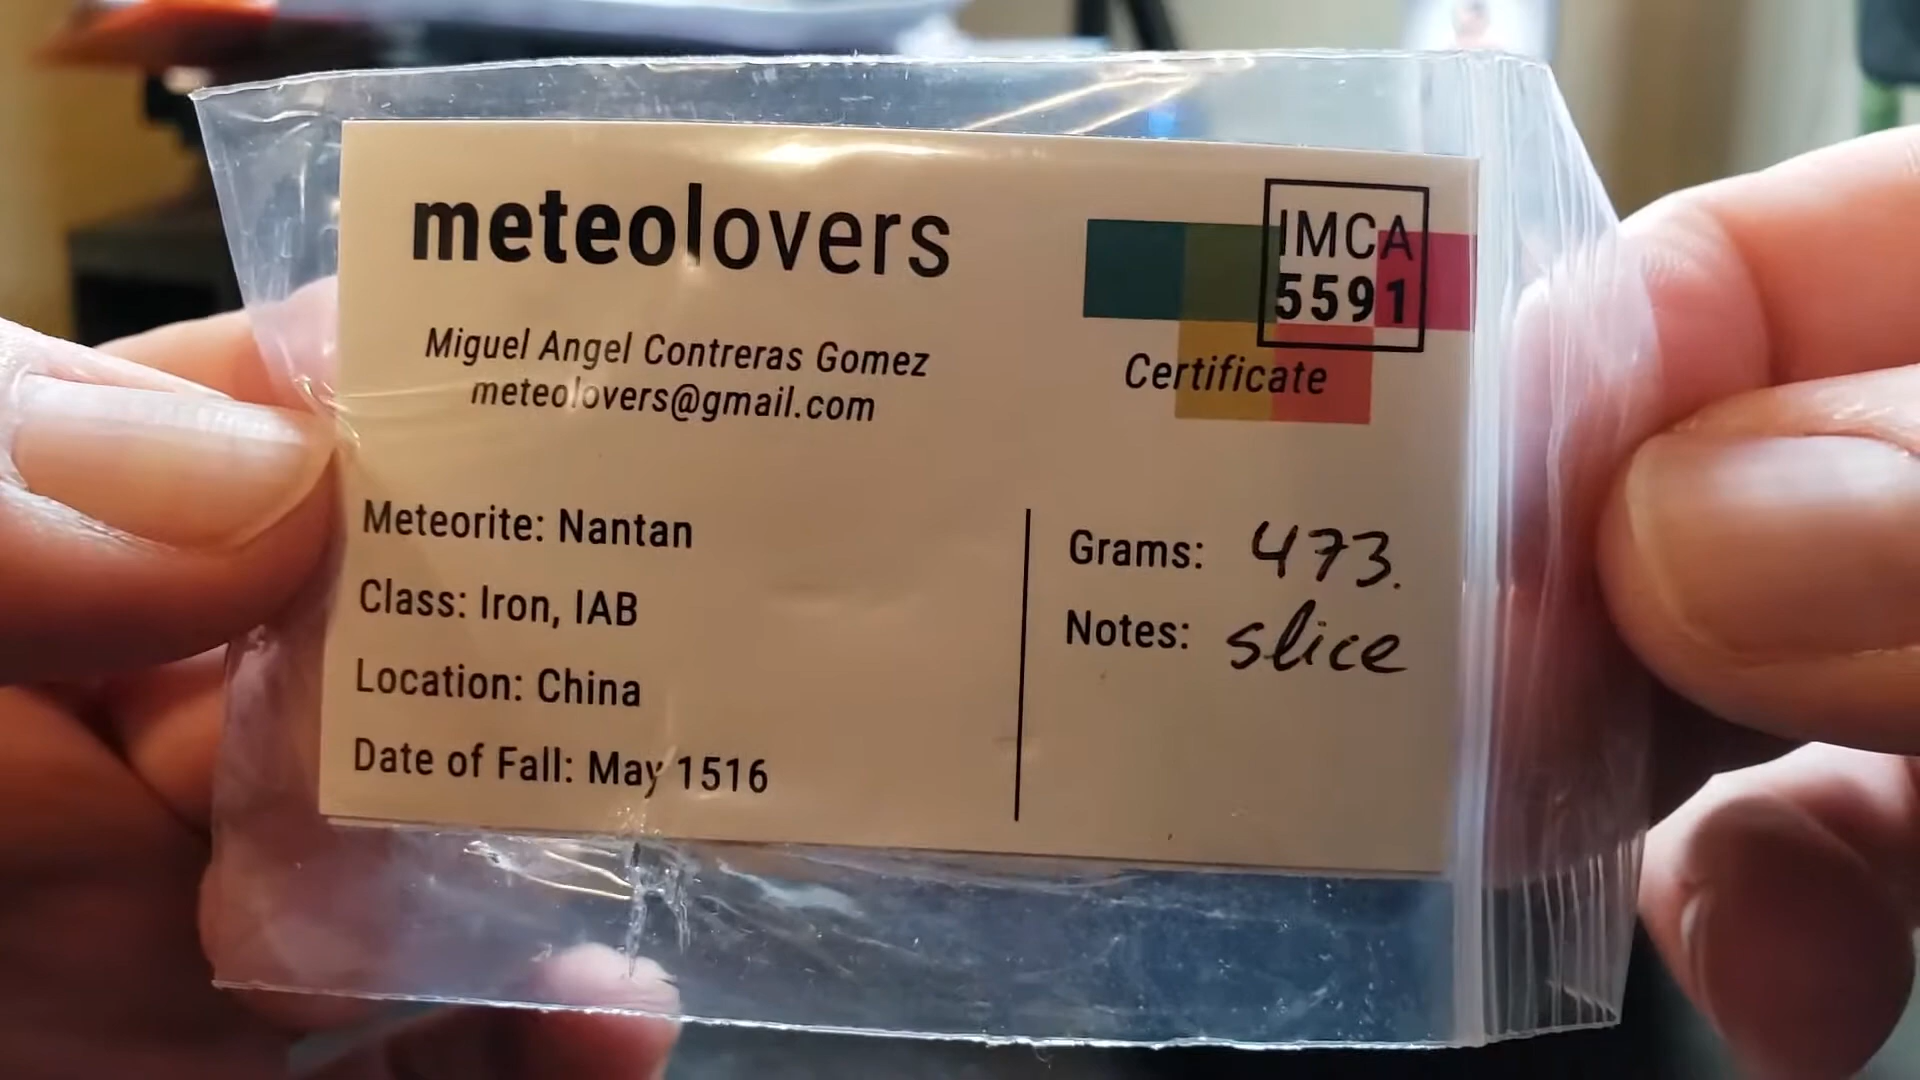 meteolovers
Miguel Angel Contreras Gomez
meteolovers@gmail.com
IMCA
5591
Certificate
Meteorite: Nantan
Class: Iron, IAB
Location: China
Date of Fall: May 1516
Grams: 473.
Notes: slice